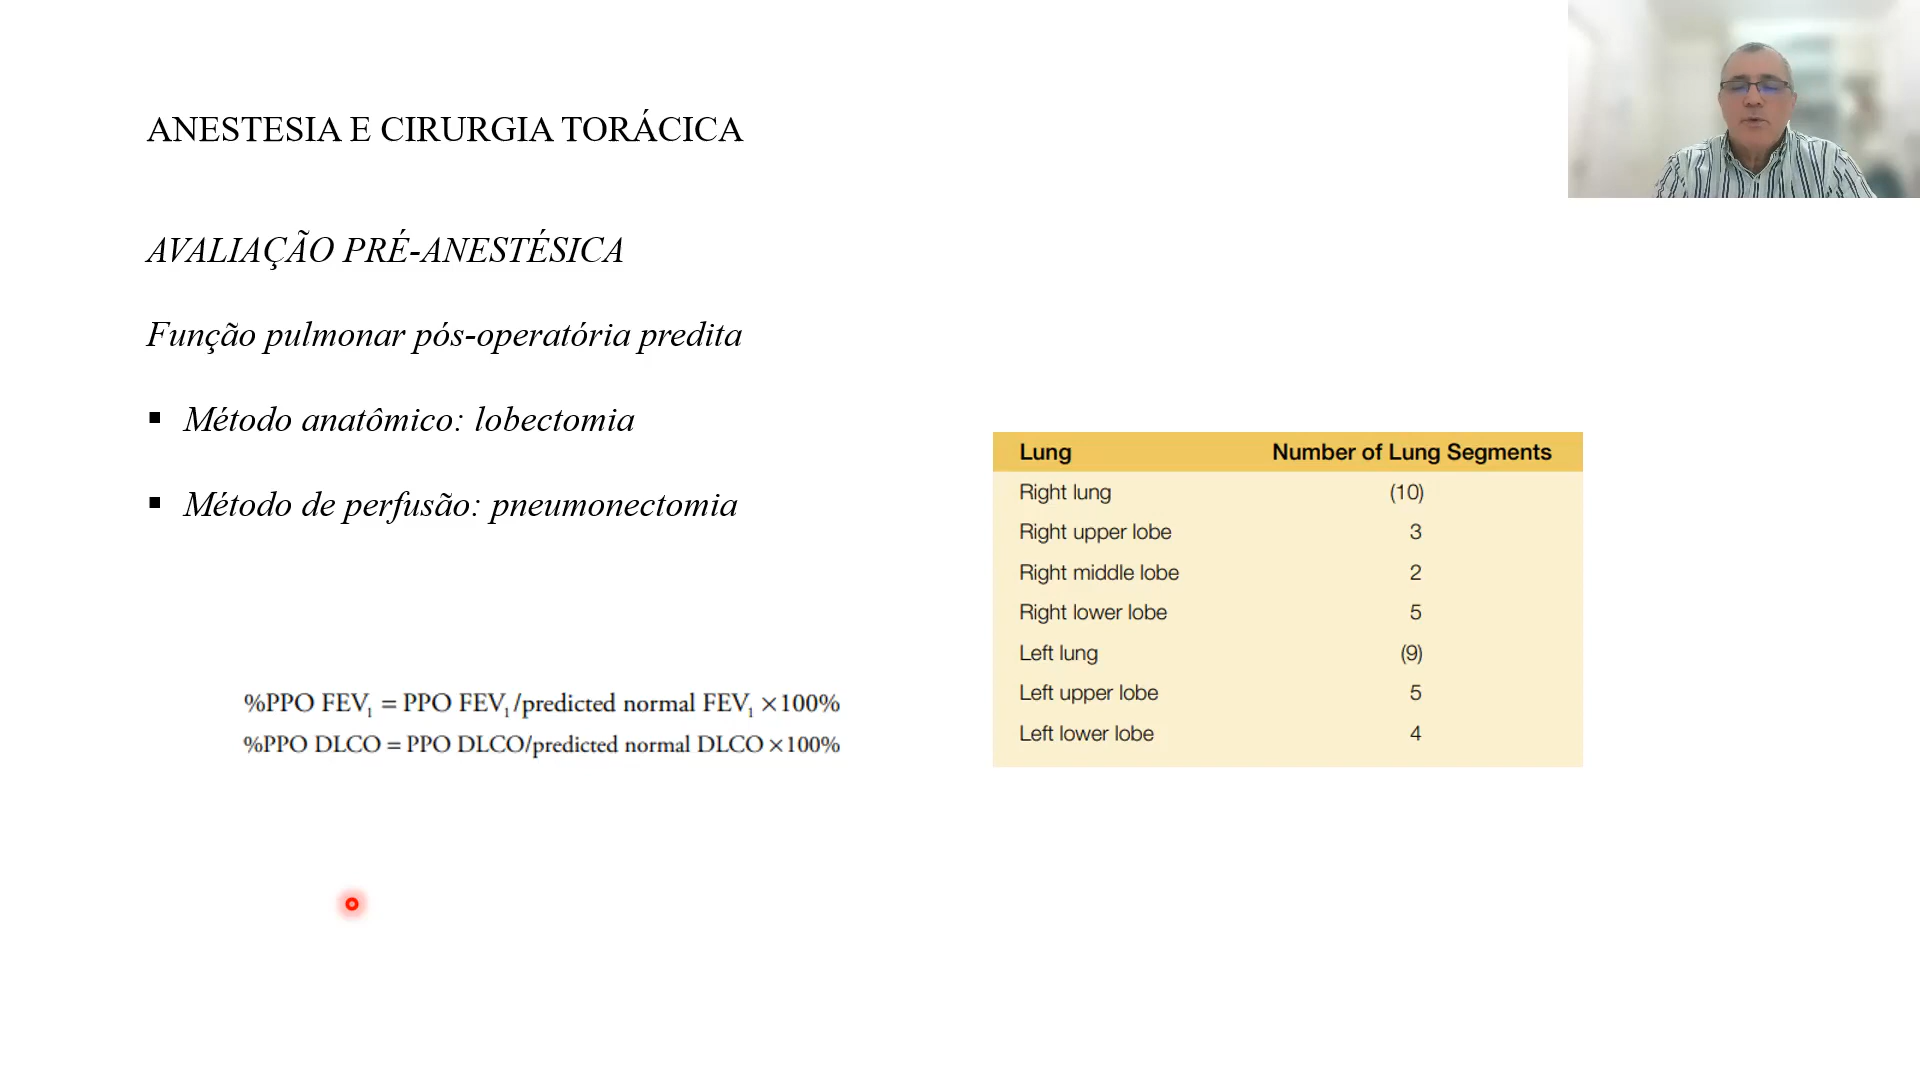 ANESTESIA E CIRURGIA TORÁCICA
AVALIAÇÃO PRÉ-ANESTÉSICA
Função pulmonar pós-operatória predita
▪ Método anatômico: lobectomia
▪ Método de perfusão: pneumonectomia
%PPO FEV₁ = PPO FEV₁/predicted normal FEV₁ ×100%
%PPO DLCO = PPO DLCO/predicted normal DLCO ×100%
Lung Number of Lung Segments
Right lung (10)
Right upper lobe 3
Right middle lobe 2
Right lower lobe 5
Left lung (9)
Left upper lobe 5
Left lower lobe 4